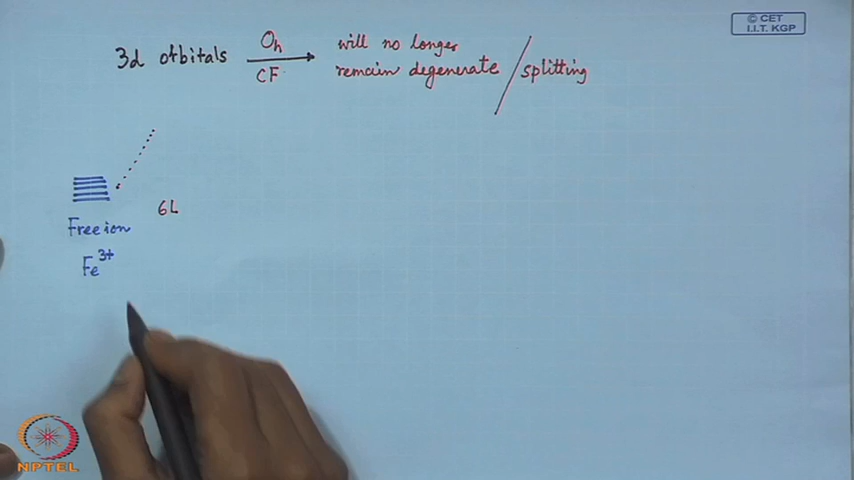 © CET
I.I.T. KGP
3d orbitals Oh CF will no longer
remain degenerate / splitting
6L
Free ion
Fe3+
NPTEL